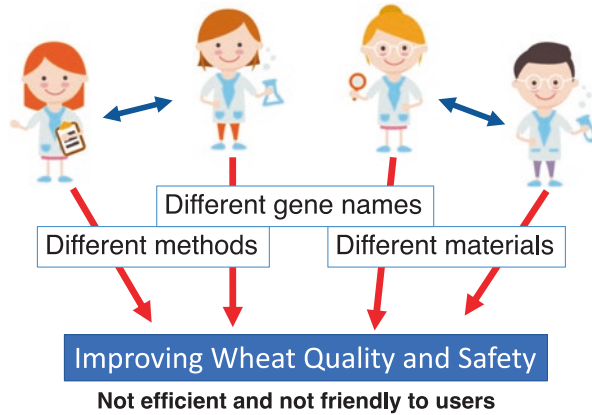 Different gene names
Different methods
Different materials
Improving Wheat Quality and Safety
Not efficient and not friendly to users